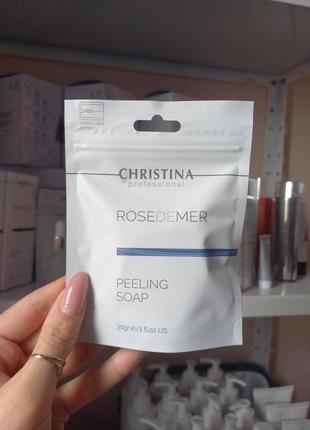 CHRISTINA
professional
ROSEDEMER
PEELING
SOAP
30gr e/1 fl.oz US